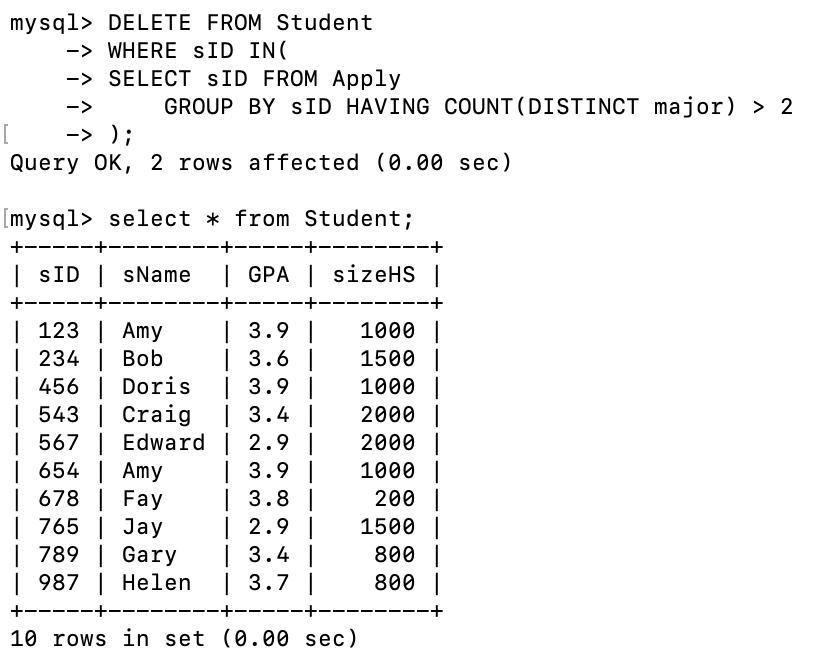 mysql> DELETE FROM Student
    -> WHERE sID IN(
    -> SELECT sID FROM Apply
    ->     GROUP BY sID HAVING COUNT(DISTINCT major) > 2
[    -> );
Query OK, 2 rows affected (0.00 sec)

[mysql> select * from Student;
+-----+--------+-----+--------+
| sID | sName  | GPA | sizeHS |
+-----+--------+-----+--------+
| 123 | Amy    | 3.9 |   1000 |
| 234 | Bob    | 3.6 |   1500 |
| 456 | Doris  | 3.9 |   1000 |
| 543 | Craig  | 3.4 |   2000 |
| 567 | Edward | 2.9 |   2000 |
| 654 | Amy    | 3.9 |   1000 |
| 678 | Fay    | 3.8 |    200 |
| 765 | Jay    | 2.9 |   1500 |
| 789 | Gary   | 3.4 |    800 |
| 987 | Helen  | 3.7 |    800 |
+-----+--------+-----+--------+
10 rows in set (0.00 sec)